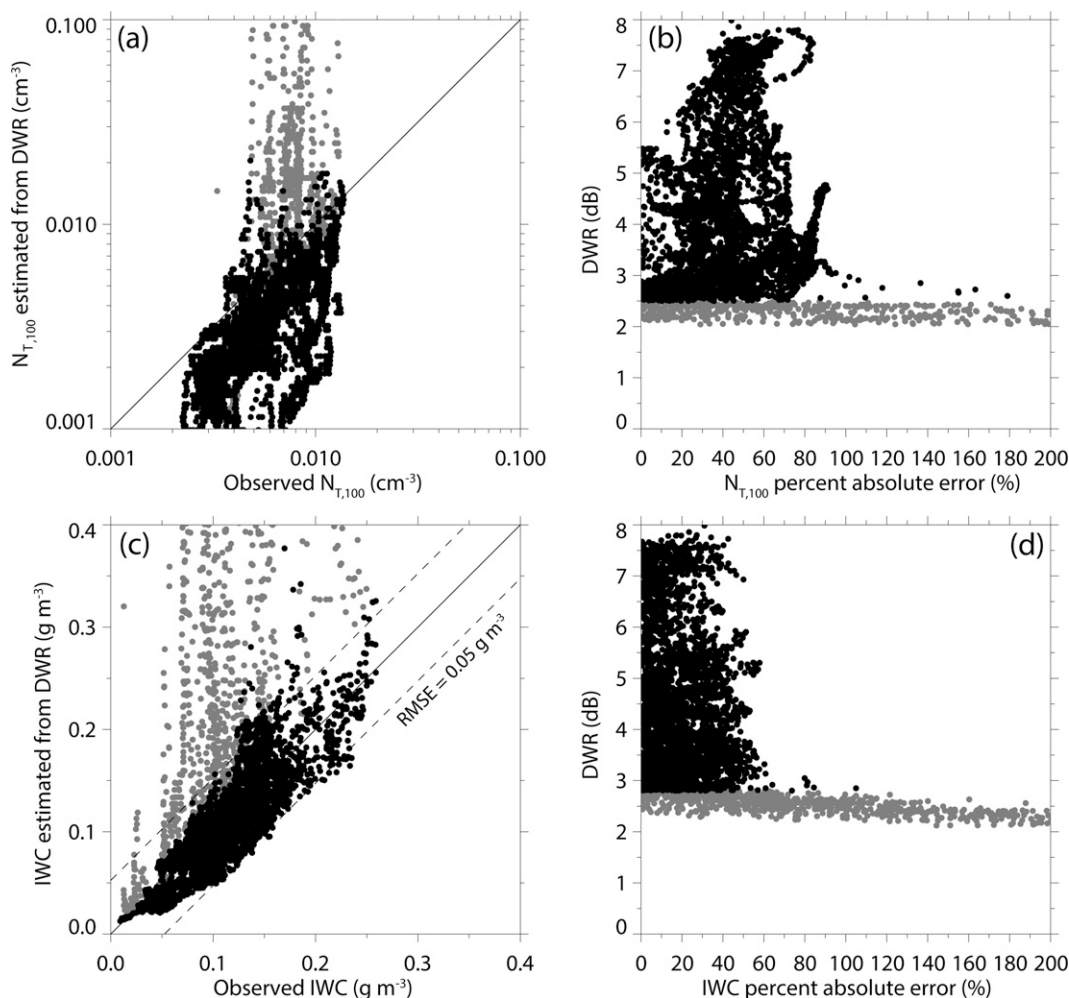 (a)
0.100
0.010
0.001
N_T,100 estimated from DWR (cm⁻³)
0.001 0.010 0.100
Observed N_T,100 (cm⁻³)
(b)
8
7
6
5
4
3
2
1
0
DWR (dB)
0 20 40 60 80 100 120 140 160 180 200
N_T,100 percent absolute error (%)
(c)
0.4
0.3
0.2
0.1
0.0
IWC estimated from DWR (g m⁻³)
RMSE = 0.05 g m⁻³
0.0 0.1 0.2 0.3 0.4
Observed IWC (g m⁻³)
(d)
8
7
6
5
4
3
2
1
0
DWR (dB)
0 20 40 60 80 100 120 140 160 180 200
IWC percent absolute error (%)